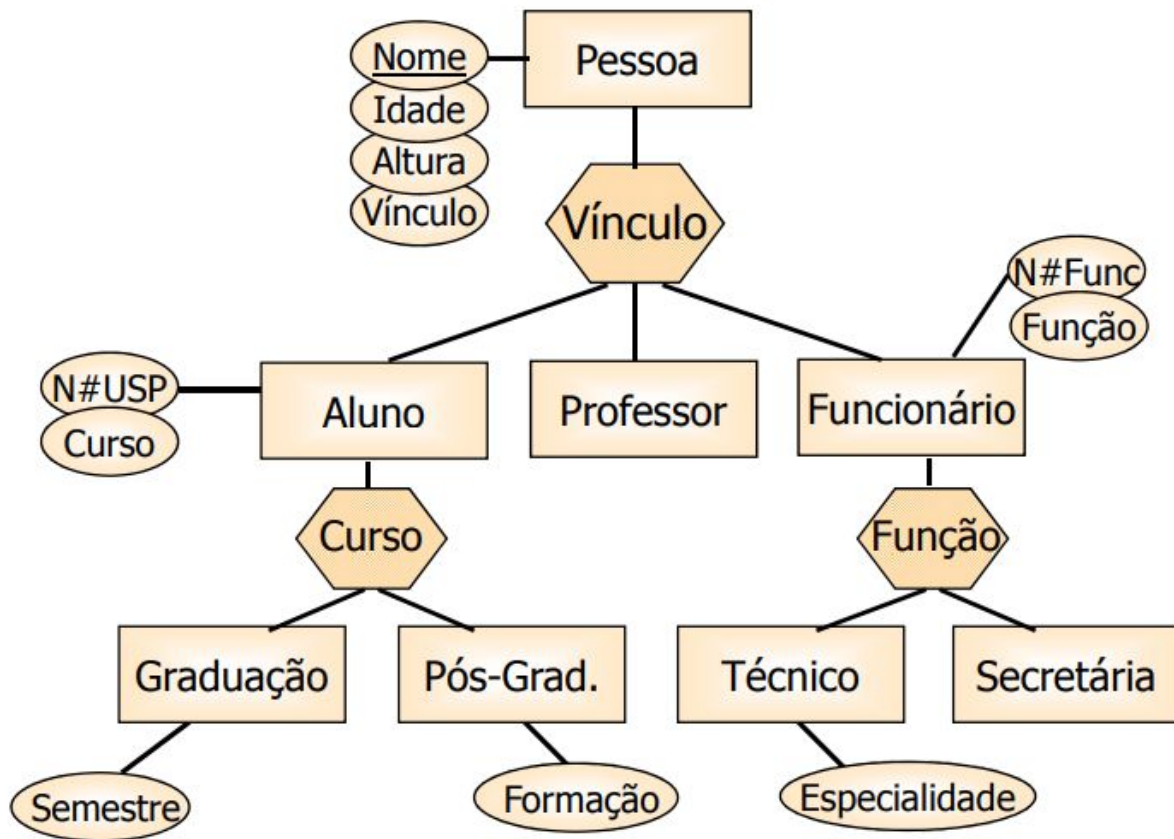 Nome
Pessoa
Idade
Altura
Vínculo
Vínculo
N#Func
Função
N#USP
Curso
Aluno
Professor
Funcionário
Curso
Função
Graduação
Pós-Grad.
Técnico
Secretária
Semestre
Formação
Especialidade